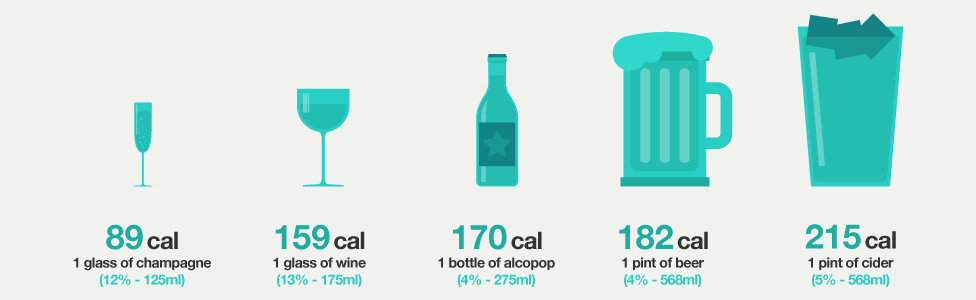 89 cal
1 glass of champagne
(12% - 125ml)
159 cal
1 glass of wine
(13% - 175ml)
170 cal
1 bottle of alcopop
(4% - 275ml)
182 cal
1 pint of beer
(4% - 568ml)
215 cal
1 pint of cider
(5% - 568ml)